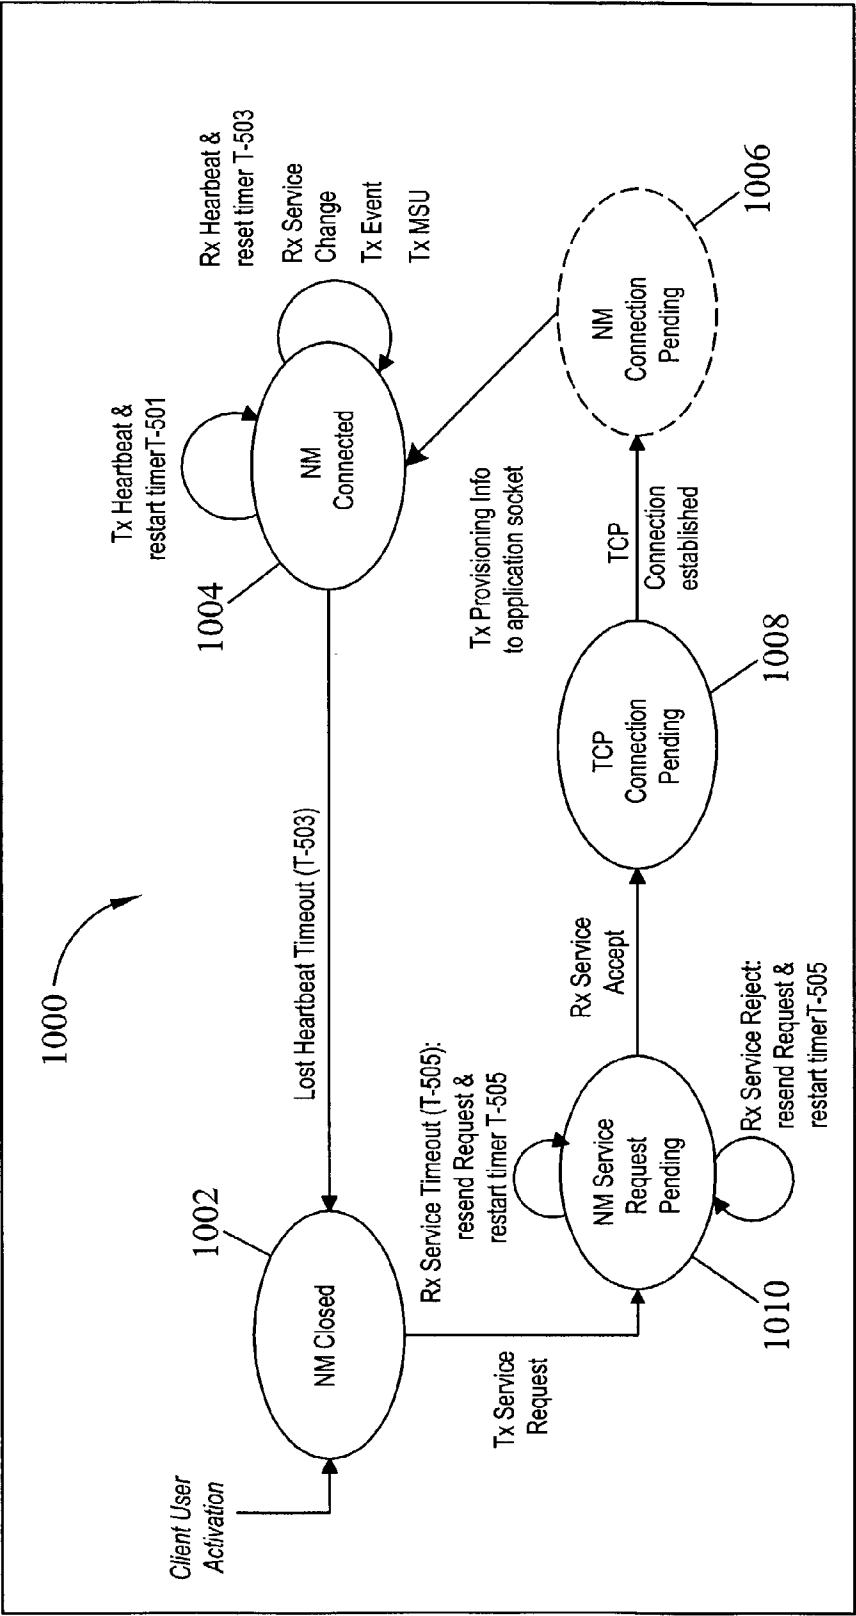 1000
Client User
Activation
1002
NM Closed
Lost Heartbeat Timeout (T-503)
1004
NM
Connected
Tx Heartbeat &
restart timerT-501
Rx Hearbeat &
reset timer T-503
Rx Service
Change
Tx Event
Tx MSU
Tx Service
Request
Rx Service Timeout (T-505):
resend Request &
restart timer T-505
NM Service
Request
Pending
1010
Rx Service Reject:
resend Request &
restart timerT-505
Rx Service
Accept
TCP
Connection
Pending
1008
TCP
Connection
established
Tx Provisioning Info
to application socket
NM
Connection
Pending
1006